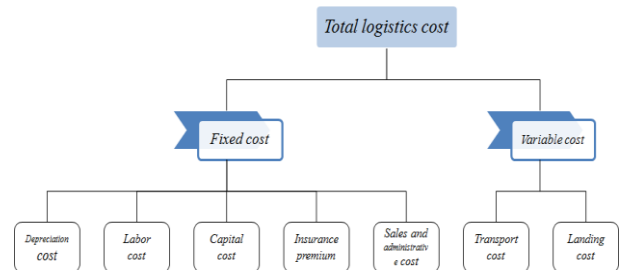 Total logistics cost
Fixed cost
Variable cost
Depreciation
cost
Labor
cost
Capital
cost
Insurance
premium
Sales and
administrativ
e cost
Transport
cost
Landing
cost